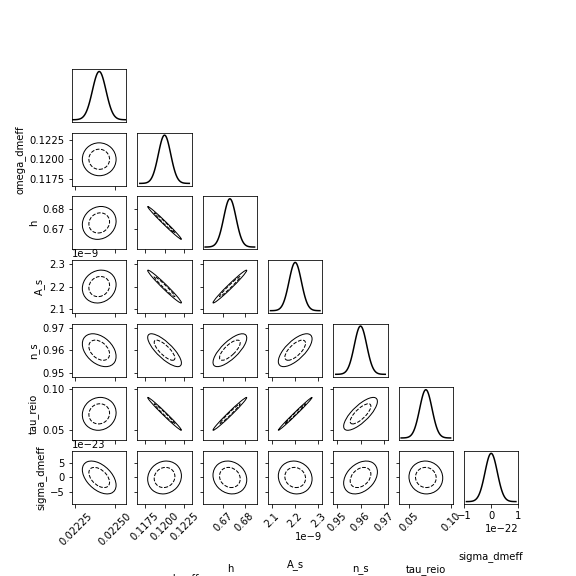 omega_dmeff
0.1225
0.1200
0.1175
h
0.68
0.67
1e−9
A_s
2.3
2.2
2.1
n_s
0.97
0.96
0.95
tau_reio
0.10
0.05
1e−23
sigma_dmeff
5
0
−5
0.02225
0.02250
0.1175
0.1200
0.1225
0.67
0.68
2.1
2.2
2.3
1e−9
0.95
0.96
0.97
0.05
0.10
−1
0
1
1e−22
h
A_s
n_s
tau_reio
sigma_dmeff